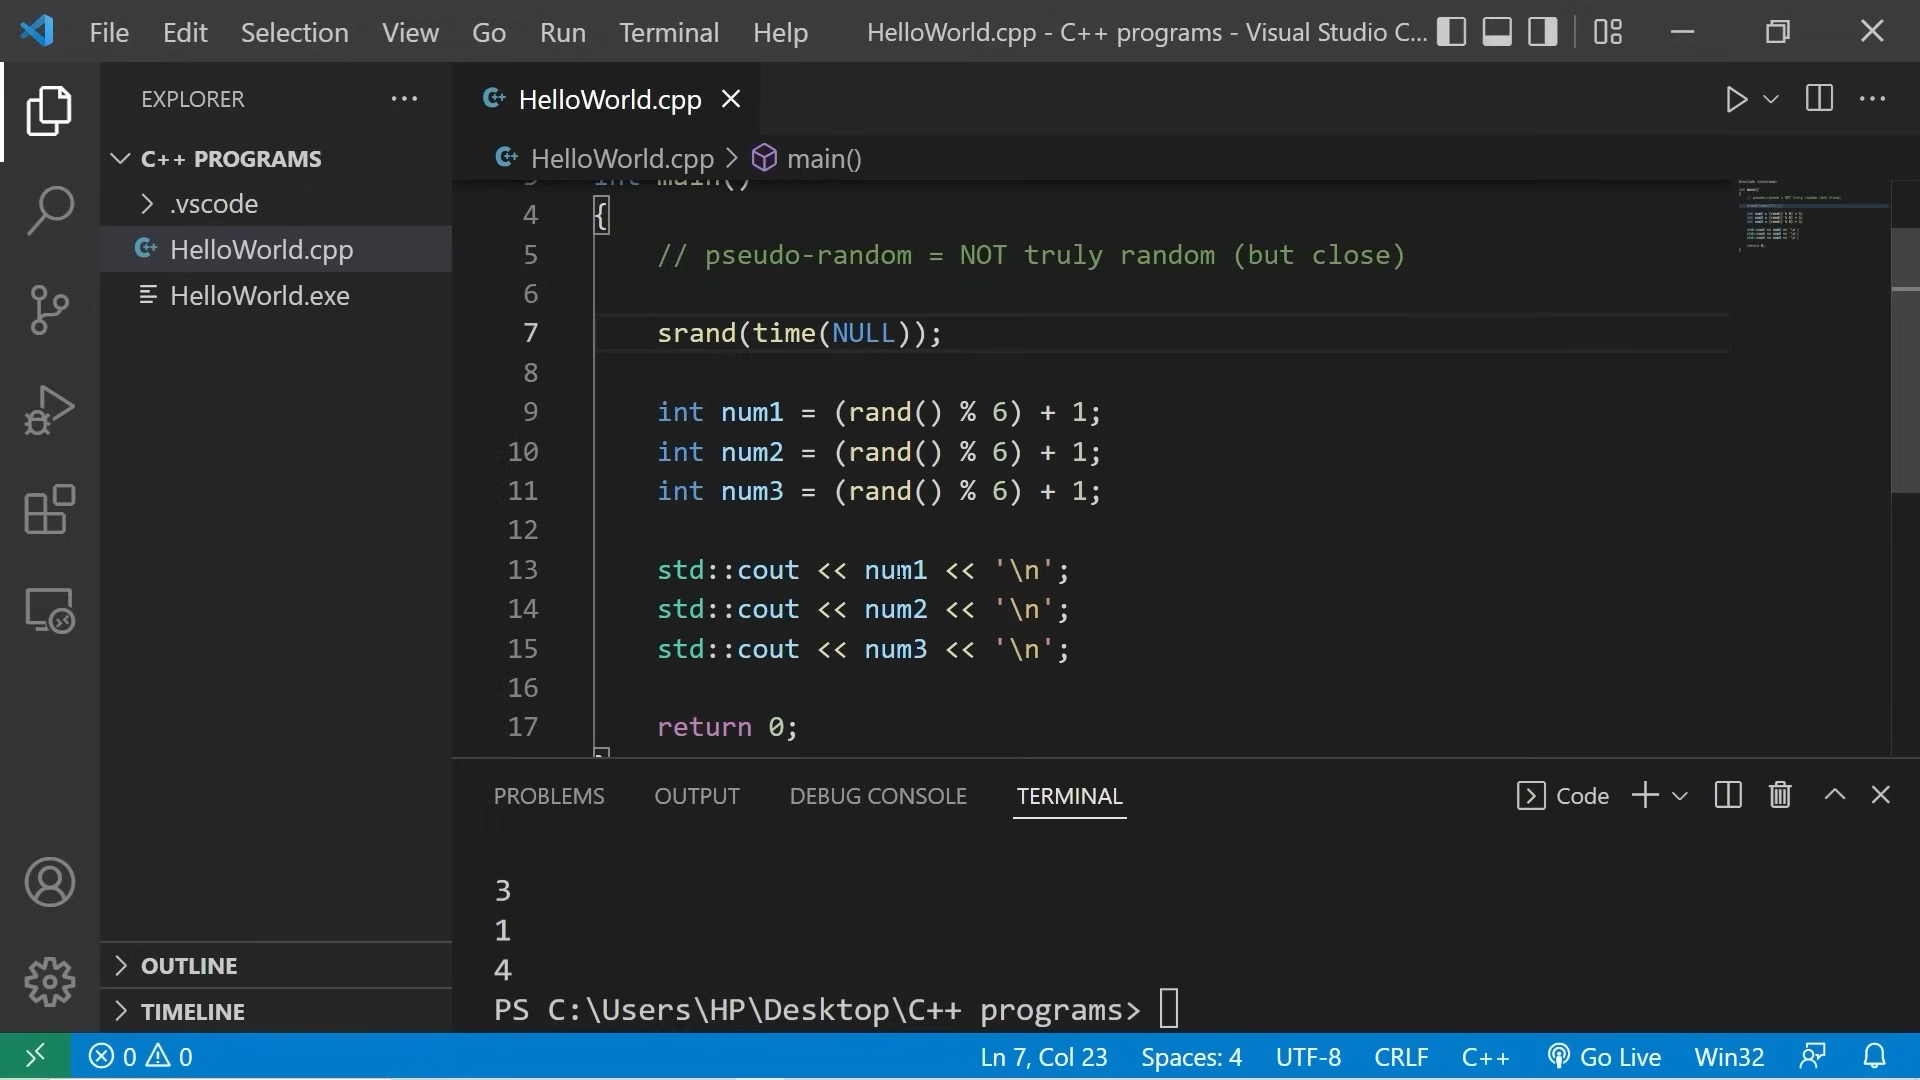 File Edit Selection View Go Run Terminal Help HelloWorld.cpp - C++ programs - Visual Studio C...
EXPLORER
C++ PROGRAMS
.vscode
HelloWorld.cpp
HelloWorld.exe
OUTLINE
TIMELINE
HelloWorld.cpp
HelloWorld.cpp > main()
3 int main()
4 {
5 // pseudo-random = NOT truly random (but close)
6
7 srand(time(NULL));
8
9 int num1 = (rand() % 6) + 1;
10 int num2 = (rand() % 6) + 1;
11 int num3 = (rand() % 6) + 1;
12
13 std::cout << num1 << '\n';
14 std::cout << num2 << '\n';
15 std::cout << num3 << '\n';
16
17 return 0;
PROBLEMS OUTPUT DEBUG CONSOLE TERMINAL Code
3
1
4
PS C:\Users\HP\Desktop\C++ programs>
0 0 Ln 7, Col 23 Spaces: 4 UTF-8 CRLF C++ Go Live Win32